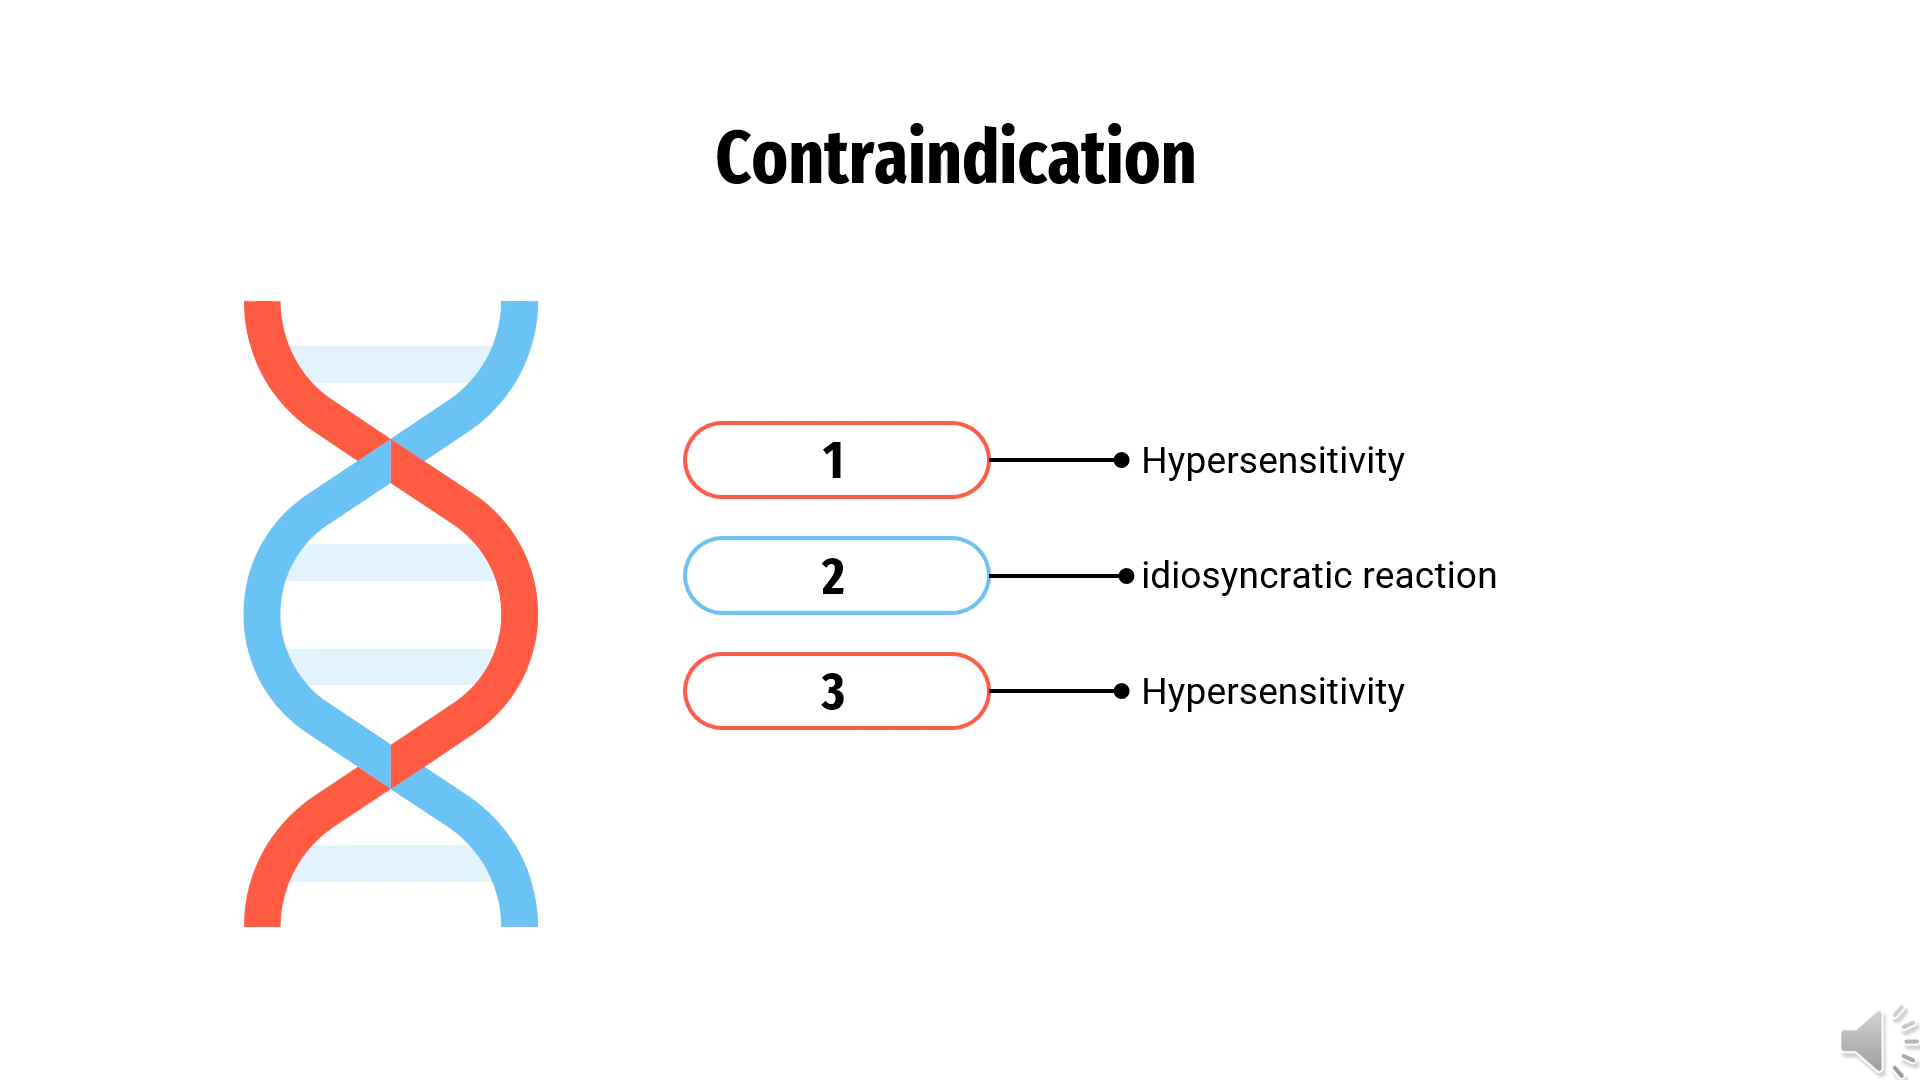 Contraindication
1 Hypersensitivity
2 idiosyncratic reaction
3 Hypersensitivity